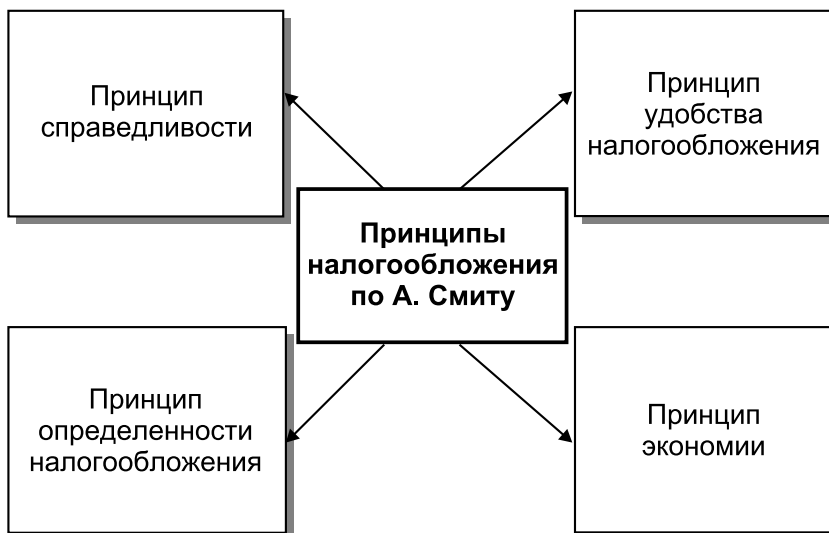 Принцип
справедливости
Принцип
удобства
налогообложения
Принципы
налогообложения
по А. Смиту
Принцип
определенности
налогообложения
Принцип
экономии